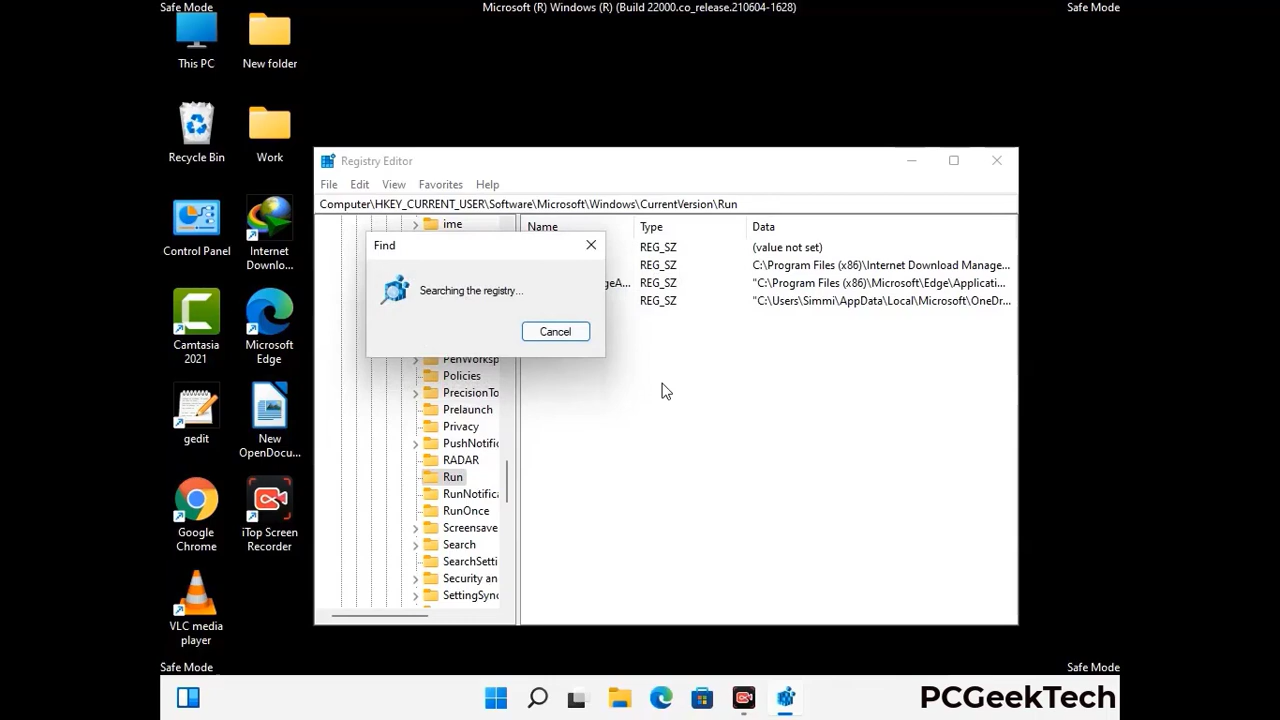 Safe Mode
Microsoft (R) Windows (R) (Build 22000.co_release.210604-1628)
Safe Mode
This PC
New folder
Recycle Bin
Work
Control Panel
Internet
Downlo...
Camtasia
2021
Microsoft
Edge
gedit
New
OpenDocu...
Google
Chrome
iTop Screen
Recorder
VLC media
player
Registry Editor
File Edit View Favorites Help
Computer\HKEY_CURRENT_USER\Software\Microsoft\Windows\CurrentVersion\Run
ime
Find
Searching the registry...
Cancel
PenWorksp
Policies
PrecisionTo
Prelaunch
Privacy
PushNotific
RADAR
Run
RunNotifica
RunOnce
Screensave
Search
SearchSetti
Security an
SettingSync
Name Type Data
REG_SZ (value not set)
REG_SZ C:\Program Files (x86)\Internet Download Manage...
geA... REG_SZ "C:\Program Files (x86)\Microsoft\Edge\Applicati...
REG_SZ "C:\Users\Simmi\AppData\Local\Microsoft\OneDr...
Safe Mode
Safe Mode
PCGeekTech